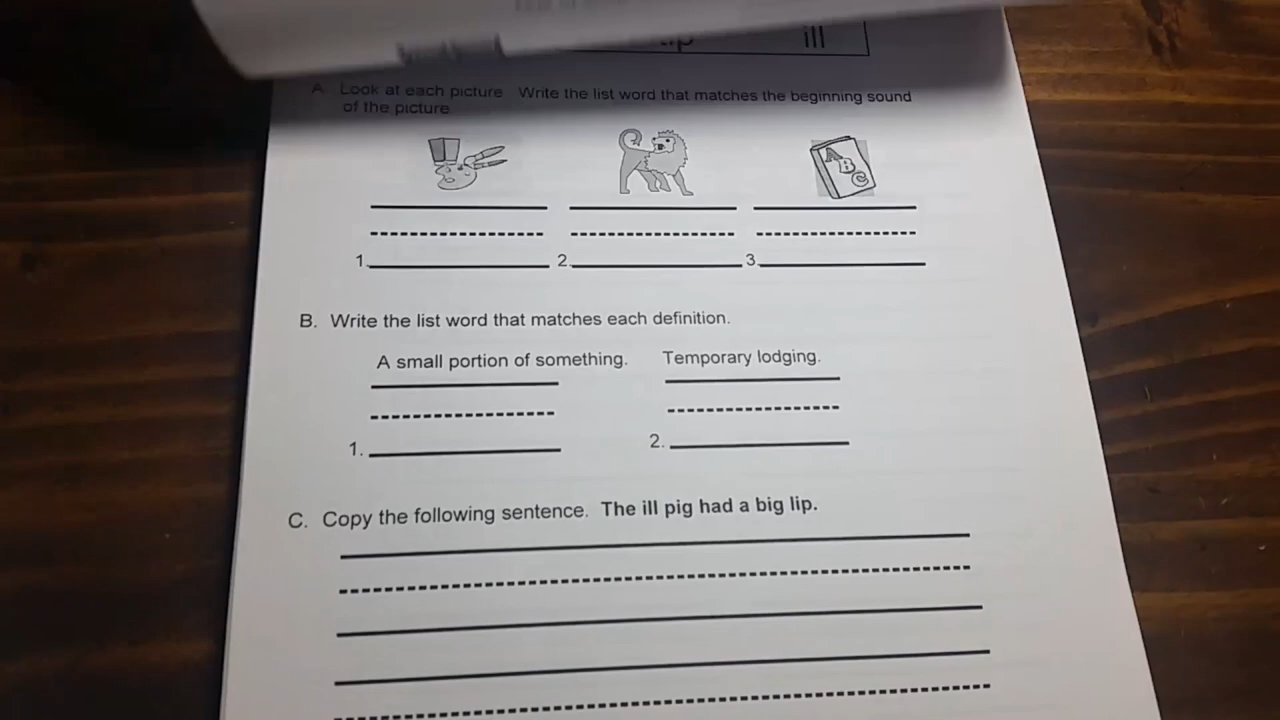 ill
A. Look at each picture. Write the list word that matches the beginning sound
of the picture.
ABC
1. 2. 3.
B. Write the list word that matches each definition.
A small portion of something. Temporary lodging.
1. 2.
C. Copy the following sentence. The ill pig had a big lip.